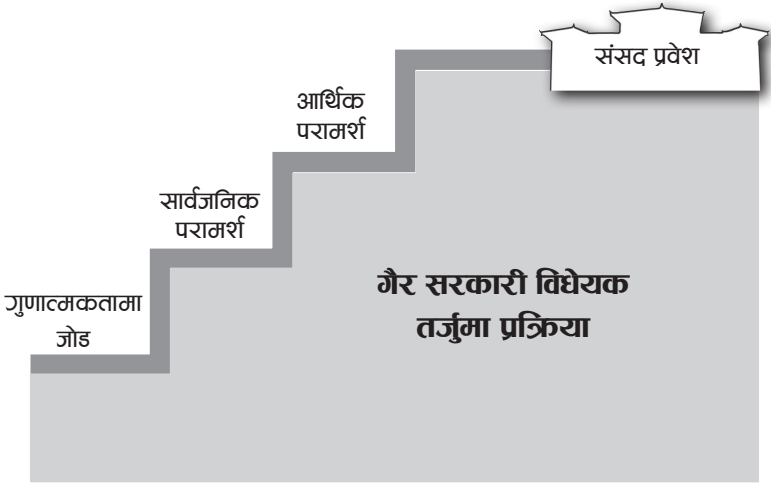 संसद प्रवेश
आर्थिक
परामर्श
सार्वजनिक
परामर्श
गुणात्मकतामा
जोड
गैर सरकारी विधेयक
तर्जुमा प्रक्रिया